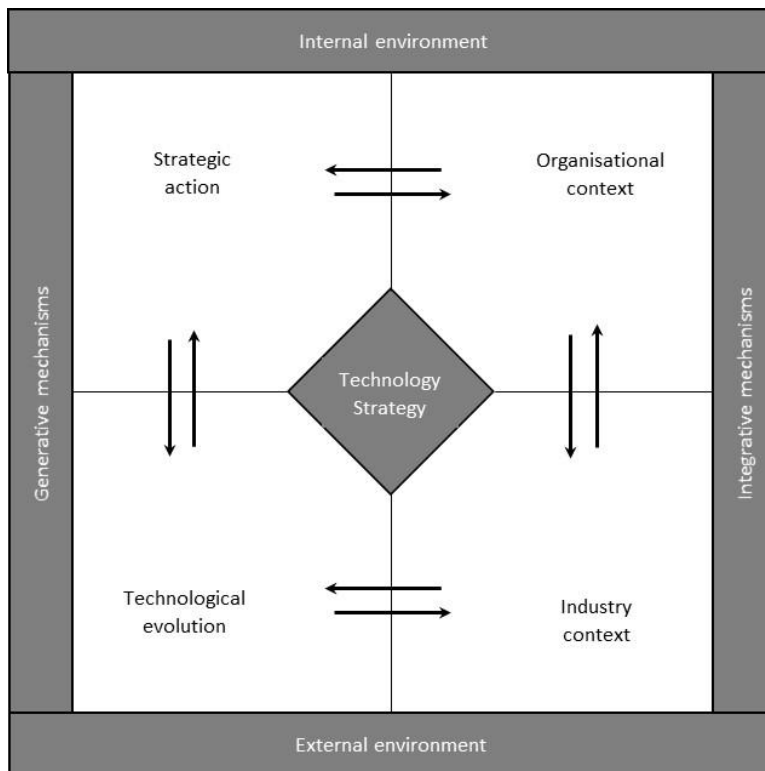 Internal environment
Strategic
action
Organisational
context
Generative mechanisms
Technology
Strategy
Integrative mechanisms
Technological
evolution
Industry
context
External environment